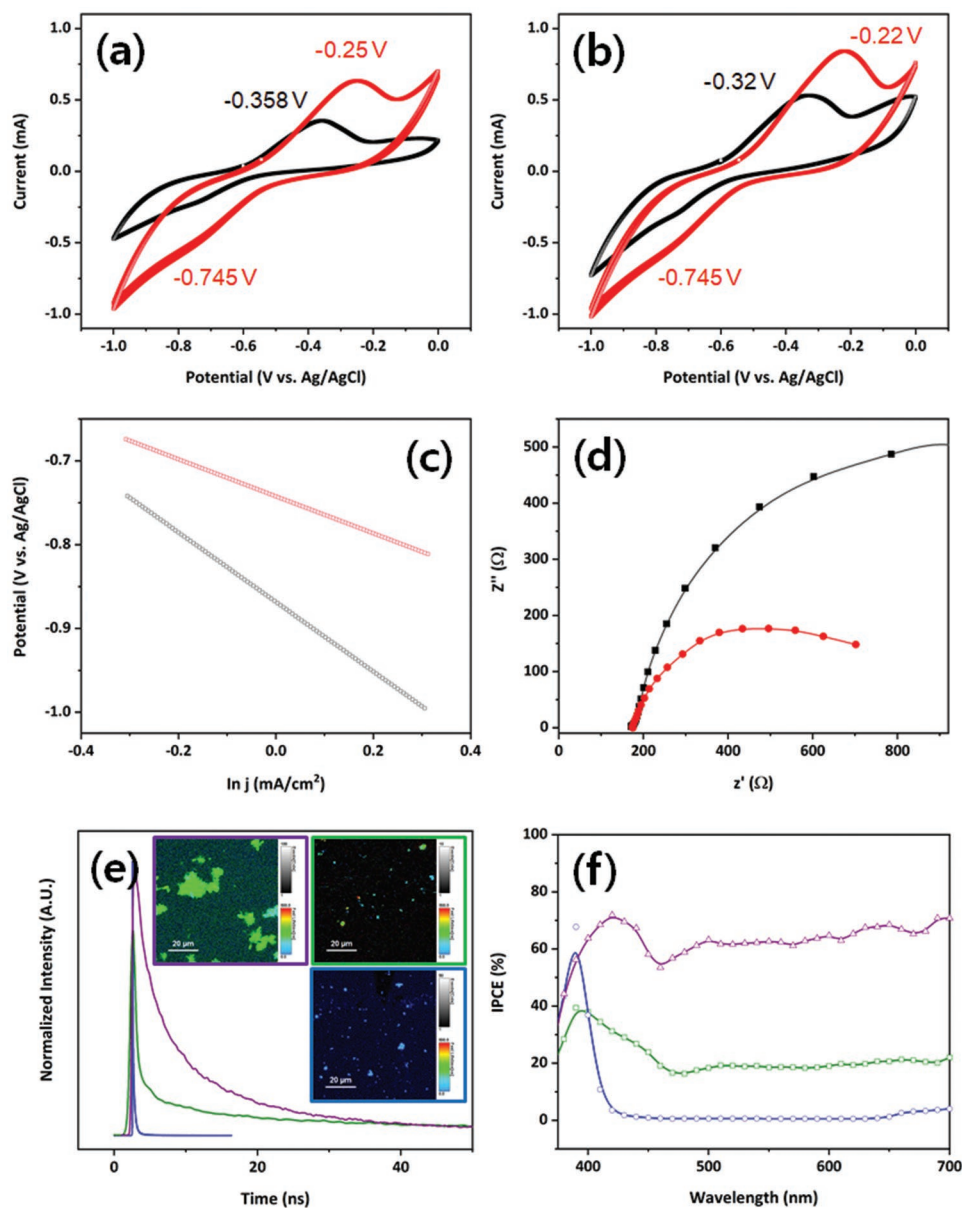 (a)
-0.25 V
-0.358 V
-0.745 V
1.0
0.5
0.0
-0.5
-1.0
Current (mA)
-1.0 -0.8 -0.6 -0.4 -0.2 0.0
Potential (V vs. Ag/AgCl)
(b)
-0.22 V
-0.32 V
-0.745 V
1.0
0.5
0.0
-0.5
-1.0
Current (mA)
-1.0 -0.8 -0.6 -0.4 -0.2 0.0
Potential (V vs. Ag/AgCl)
(c)
-0.7
-0.8
-0.9
-1.0
Potential (V vs. Ag/AgCl)
-0.4 -0.2 0.0 0.2 0.4
ln j (mA/cm²)
(d)
500
400
300
200
100
0
Z'' (Ω)
0 200 400 600 800
z' (Ω)
(e)
20 μm
20 μm
20 μm
Normalized Intensity (A.U.)
0 20 40
Time (ns)
(f)
100
80
60
40
20
0
IPCE (%)
400 500 600 700
Wavelength (nm)